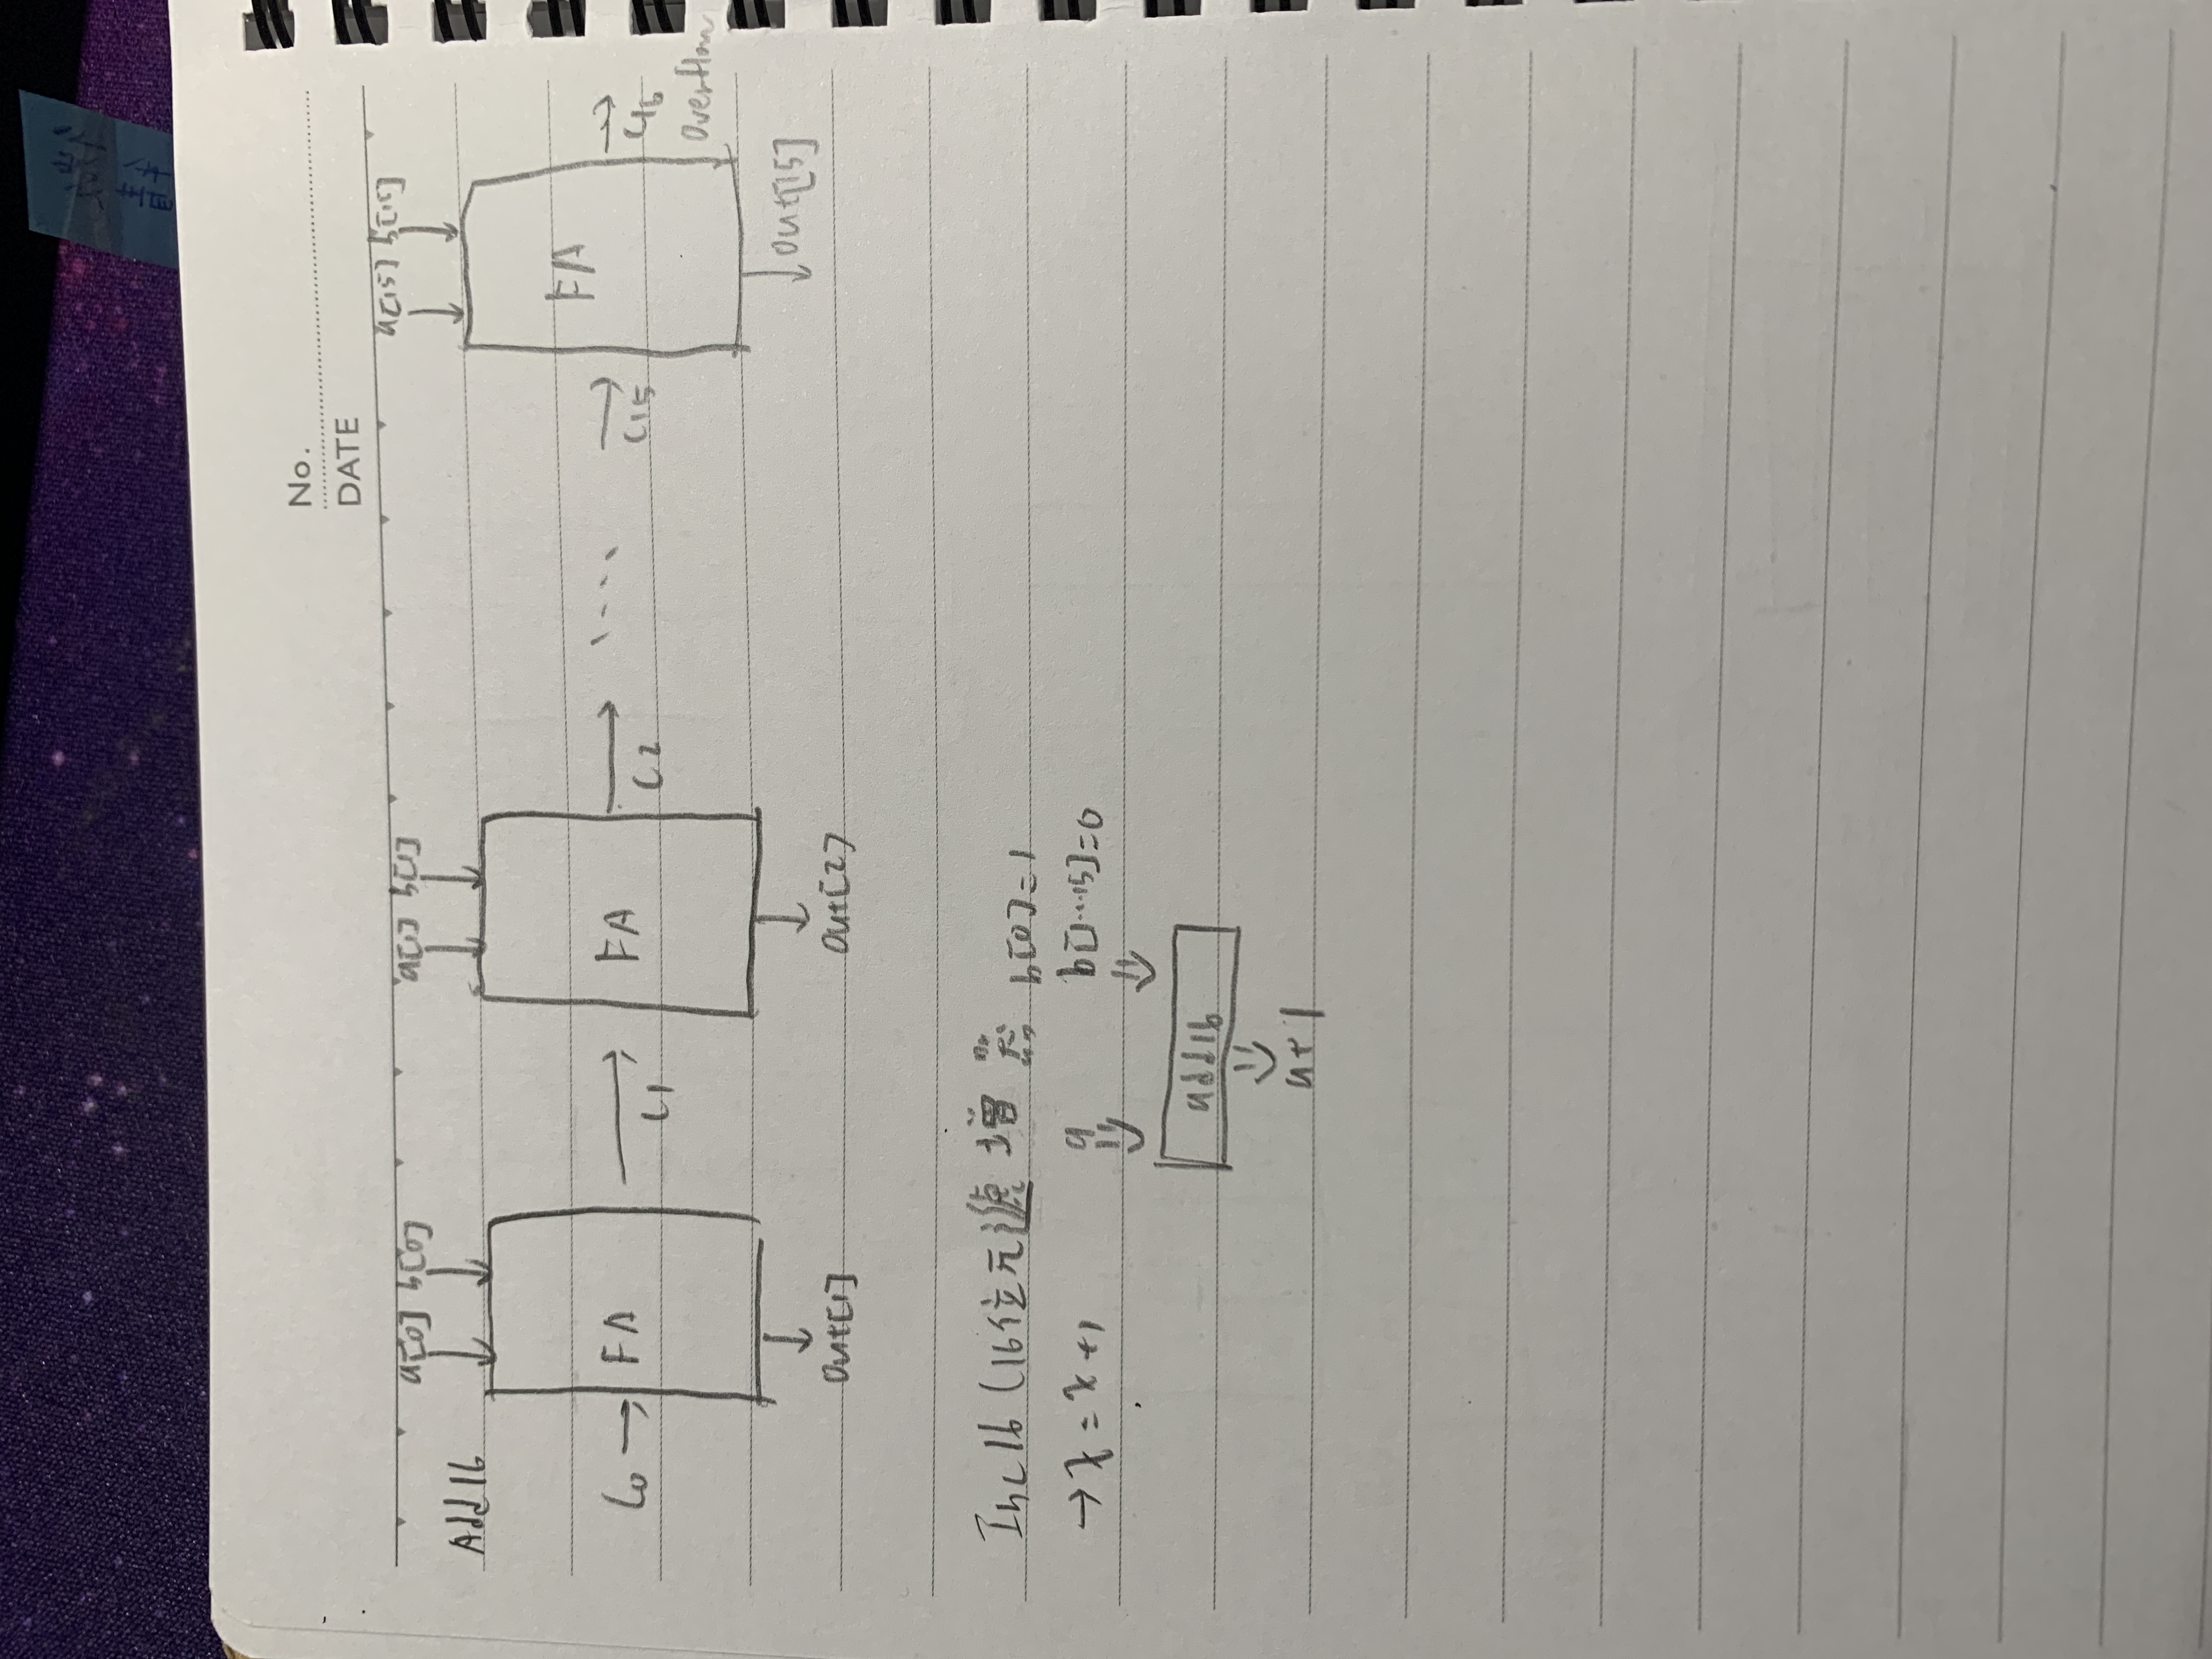 No.
DATE
a[0] b[0] a[1] b[1] a[15] b[15]
Add16
C0 FA C1 FA C2 .... C15 FA C16
Overflow
Out[1] Out[2] Out[15]
Inc16 (16位元遞增器 b[0]=1
→ x = x+1 a b[1...15]=0
add16
a+1